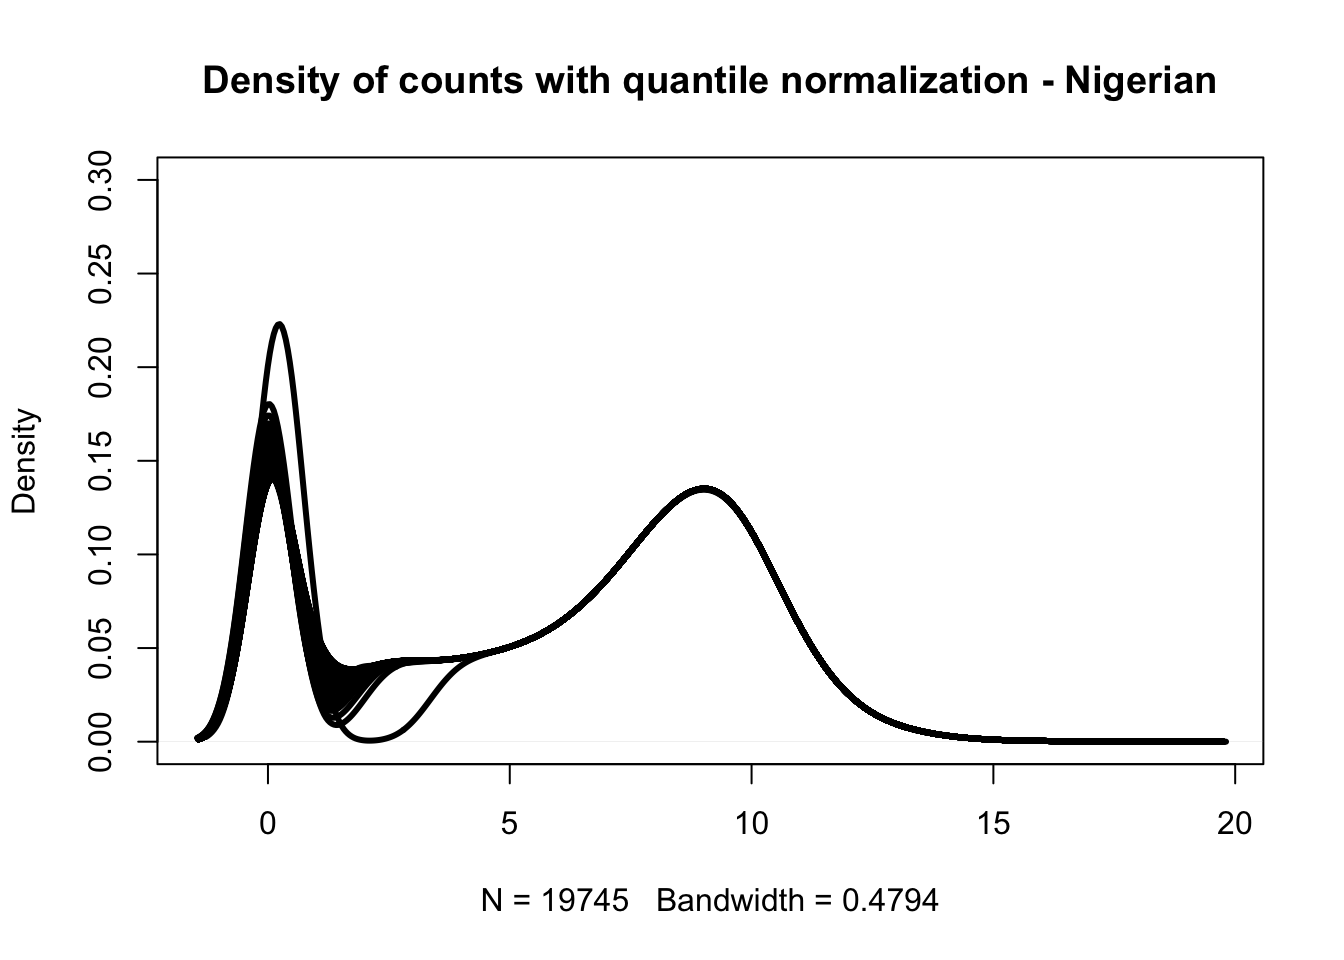 Density of counts with quantile normalization - Nigerian
Density
0.30
0.25
0.20
0.15
0.10
0.05
0.00
0 5 10 15 20
N = 19745 Bandwidth = 0.4794